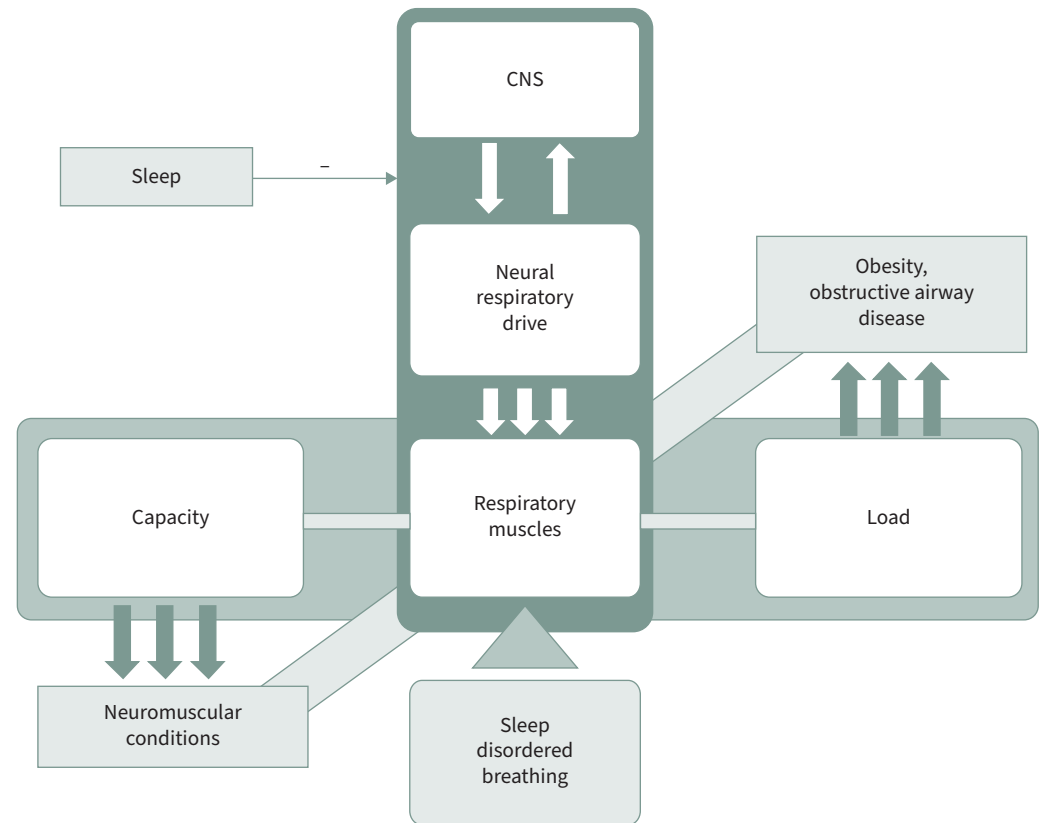 CNS
Sleep
–
Neural
respiratory
drive
Obesity,
obstructive airway
disease
Capacity
Respiratory
muscles
Load
Neuromuscular
conditions
Sleep
disordered
breathing